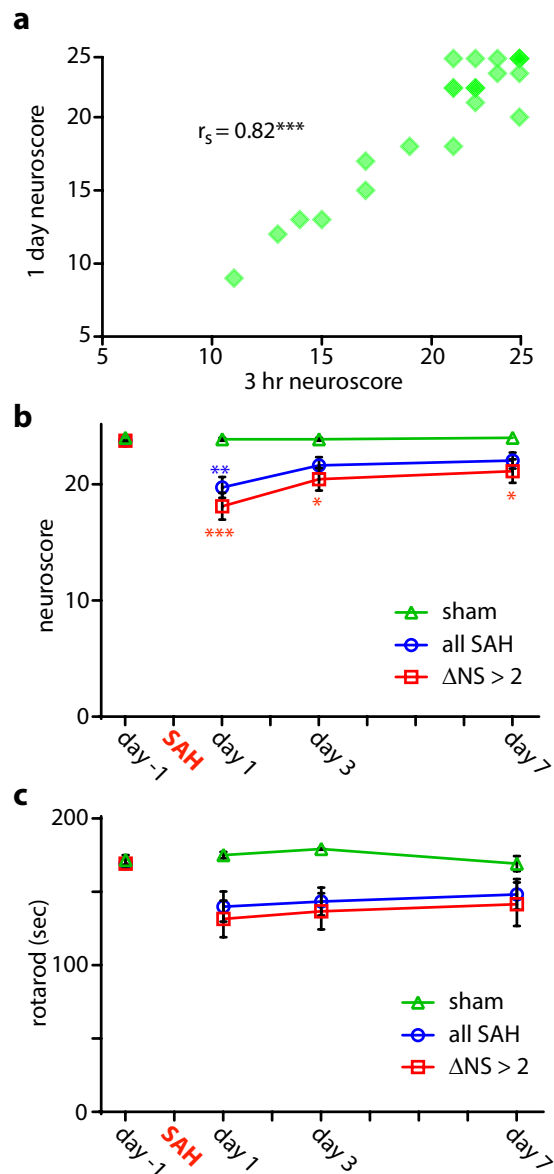 a
25
20
15
10
5
1 day neuroscore
rₛ = 0.82***
5
10
15
20
25
3 hr neuroscore
b
20
10
0
neuroscore
**
***
*
*
sham
all SAH
ΔNS > 2
day -1
SAH
day 1
day 3
day 7
c
200
100
0
rotarod (sec)
sham
all SAH
ΔNS > 2
day -1
SAH
day 1
day 3
day 7